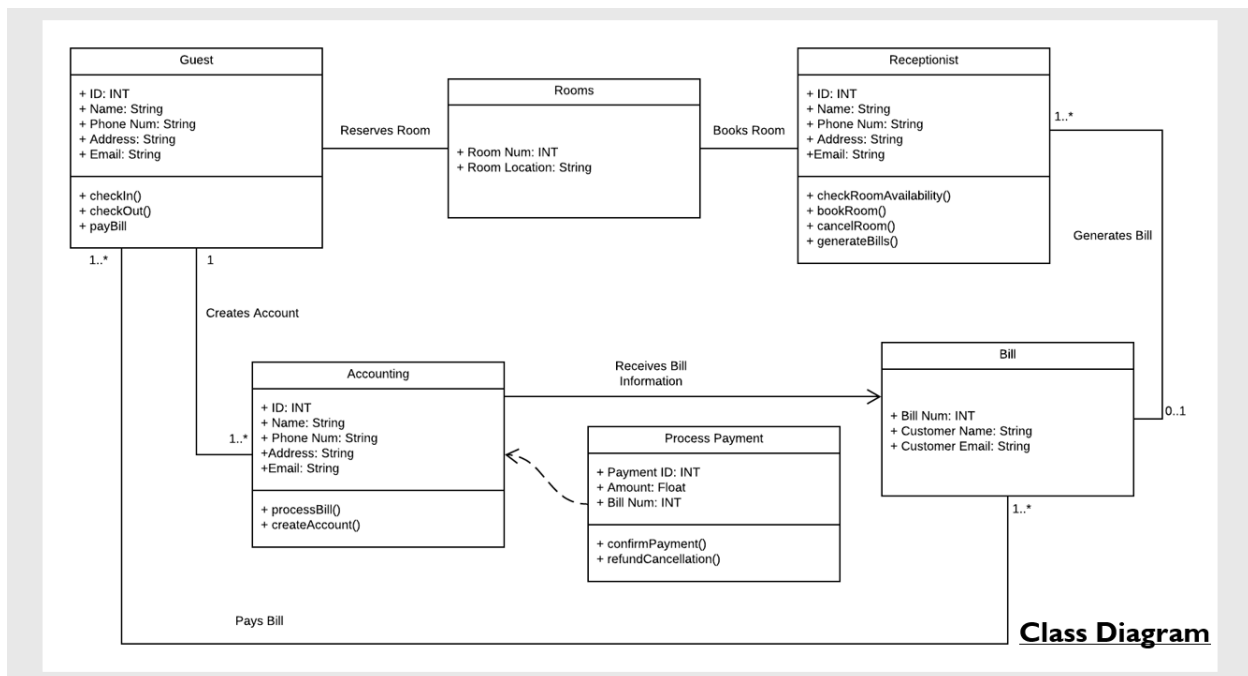 Guest
+ ID: INT
+ Name: String
+ Phone Num: String
+ Address: String
+ Email: String
+ checkIn()
+ checkOut()
+ payBill
Reserves Room
Rooms
+ Room Num: INT
+ Room Location: String
Books Room
Receptionist
+ ID: INT
+ Name: String
+ Phone Num: String
+ Address: String
+Email: String
+ checkRoomAvailability()
+ bookRoom()
+ cancelRoom()
+ generateBills()
1..*
Generates Bill
0..1
1..*
1
Creates Account
1..*
Accounting
+ ID: INT
+ Name: String
+ Phone Num: String
+Address: String
+Email: String
+ processBill()
+ createAccount()
Receives Bill
Information
Process Payment
+ Payment ID: INT
+ Amount: Float
+ Bill Num: INT
+ confirmPayment()
+ refundCancellation()
Bill
+ Bill Num: INT
+ Customer Name: String
+ Customer Email: String
1..*
Pays Bill
Class Diagram